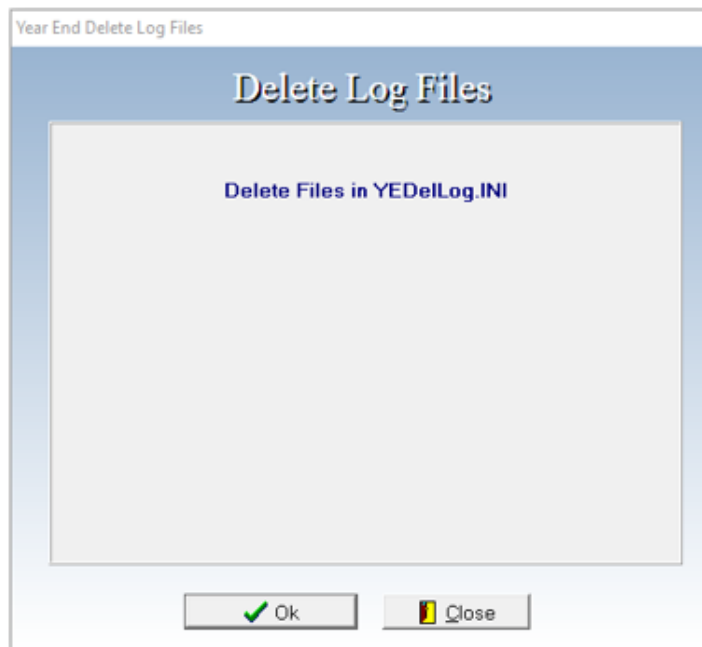 Year End Delete Log Files
Delete Log Files
Delete Files in YEDelLog.INI
Ok
Close